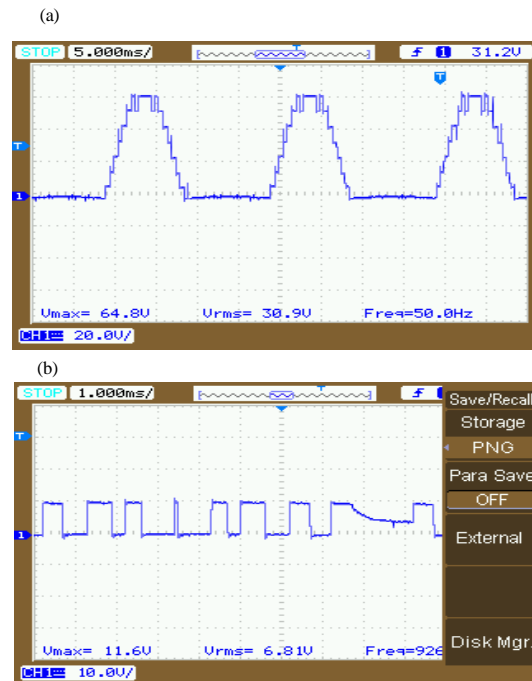 (a)
STOP 5.000ms/ T 1 31.2V
T
T
1
Vmax= 64.8V Vrms= 30.9V Freq=50.0Hz
CH1 20.0V/
(b)
STOP 1.000ms/
Save/Recall
Storage
T
PNG
Para Save
OFF
1
External
Disk Mgr.
Vmax= 11.6V Vrms= 6.81V Freq=926
CH1 10.0V/